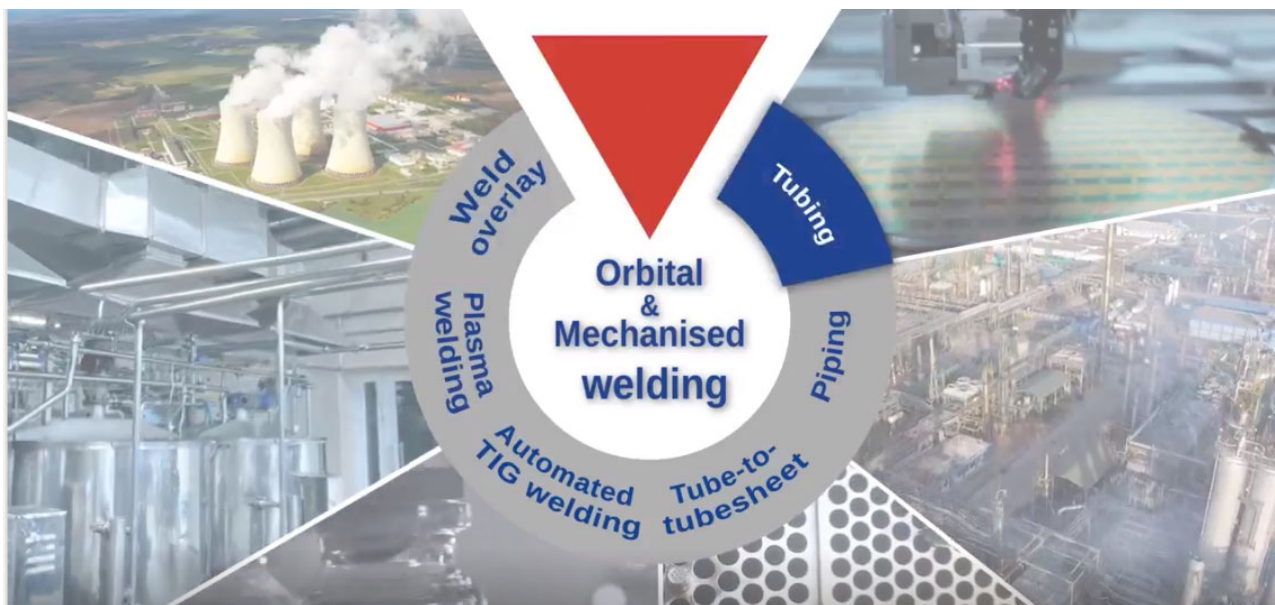 Orbital
&
Mechanised
welding
Tubing
Piping
Tube-to-
tubesheet
Automated
TIG welding
Plasma
welding
Weld
overlay